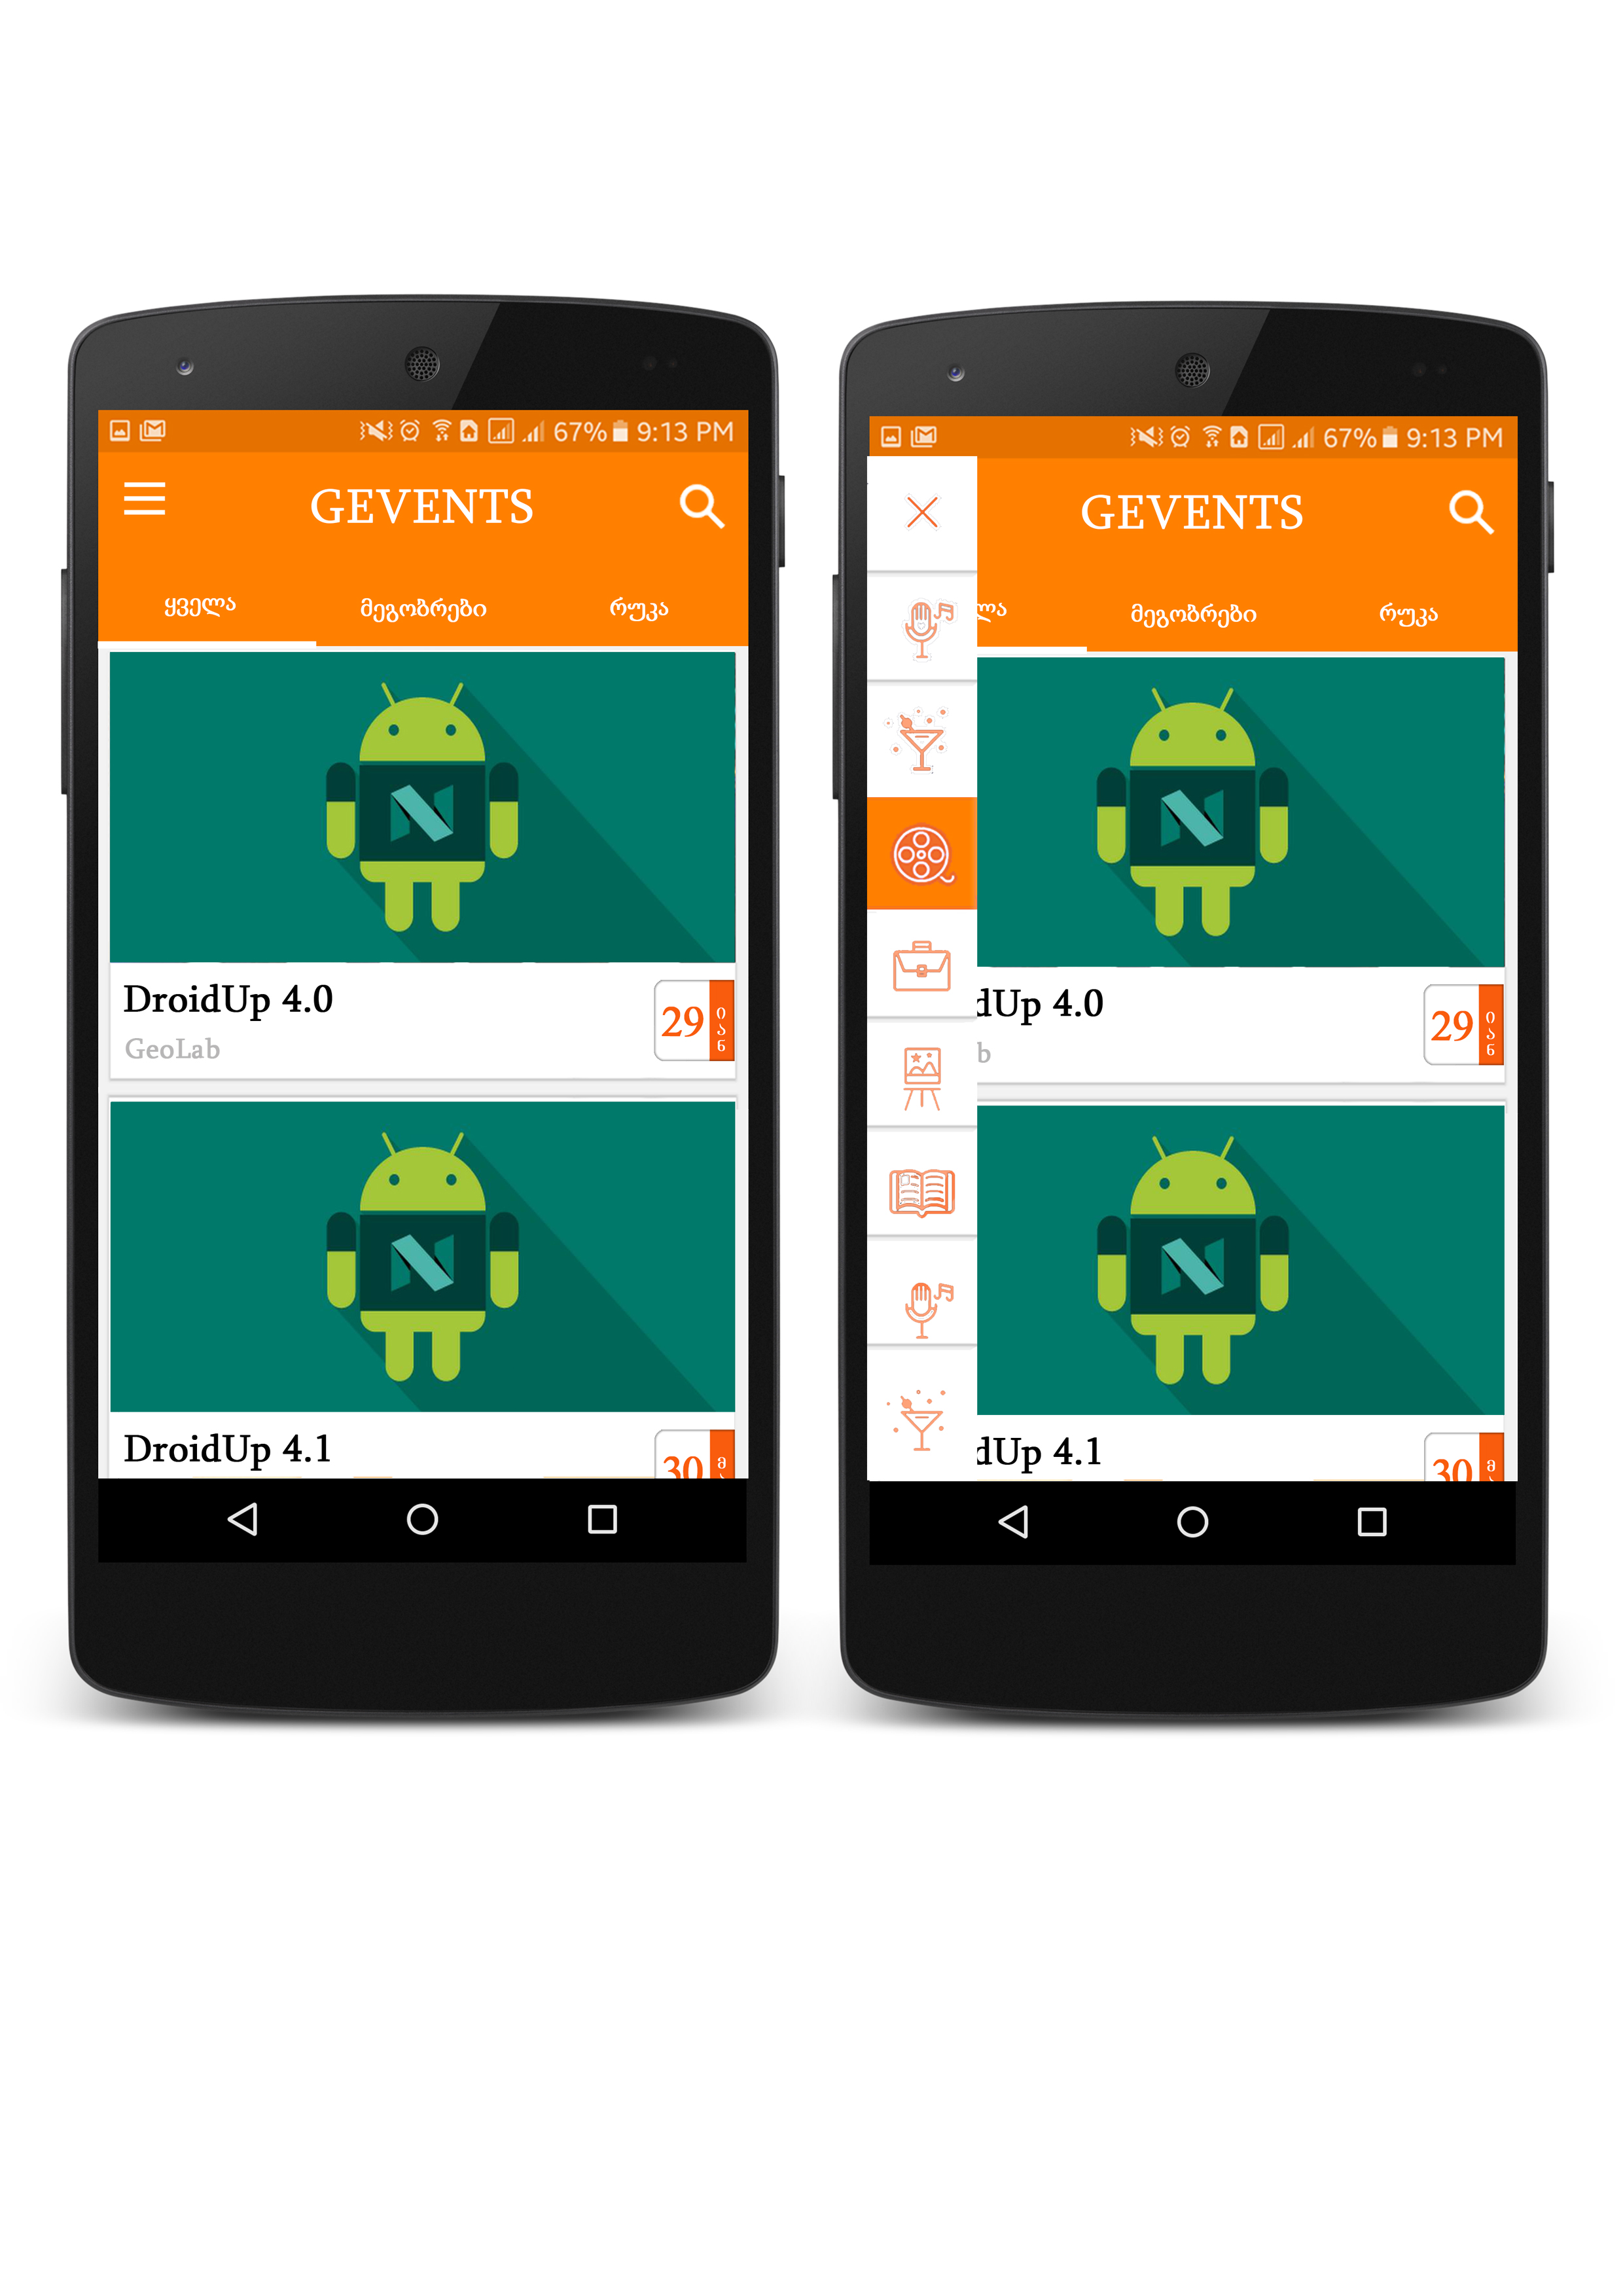 67% 9:13 PM
GEVENTS
ყველა მეგობრები რუკა
N
DroidUp 4.0
GeoLab
29 იან
N
DroidUp 4.1
30
67% 9:13 PM
GEVENTS
ლა მეგობრები რუკა
N
dUp 4.0
b
29 იან
N
dUp 4.1
30